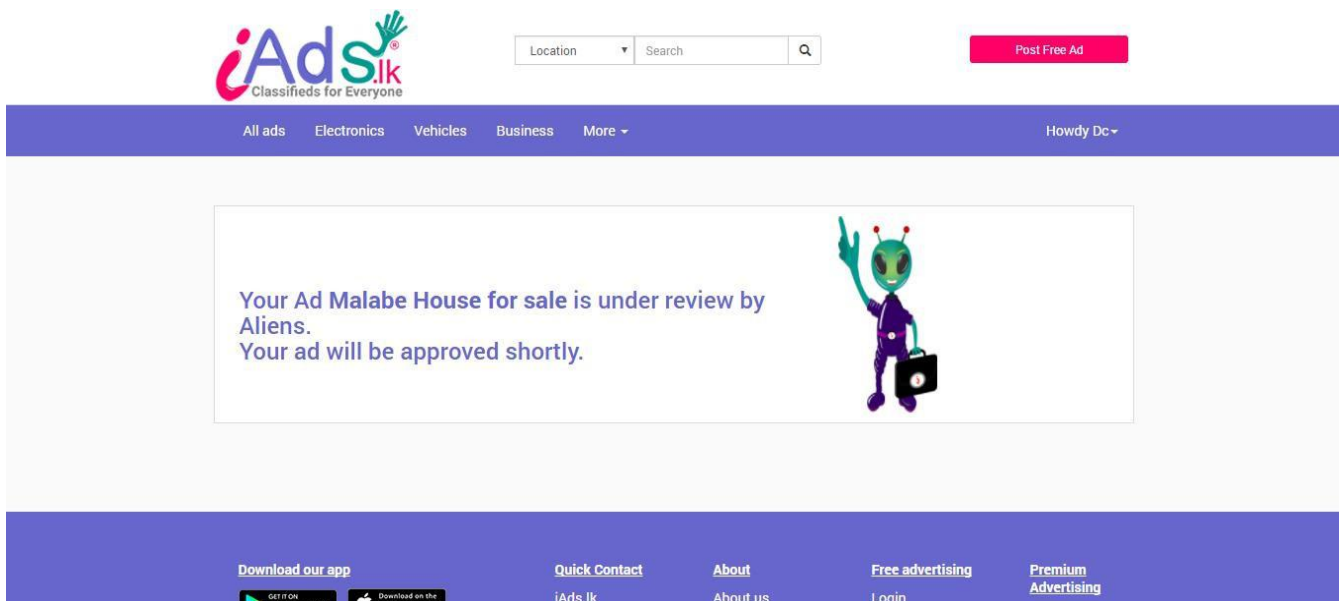 iAds.lk
®
Classifieds for Everyone
Location Search
Post Free Ad
All ads Electronics Vehicles Business More
Howdy Dc
Your Ad Malabe House for sale is under review by
Aliens.
Your ad will be approved shortly.
Download our app
GET IT ON
Download on the
Quick Contact
iAds.lk
About
About us
Free advertising
Login
Premium
Advertising